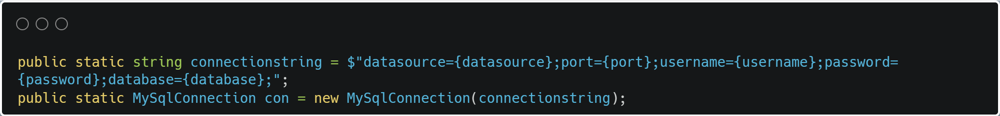 public static string connectionstring = $"datasource={datasource};port={port};username={username};password=
{password};database={database};";
public static MySqlConnection con = new MySqlConnection(connectionstring);